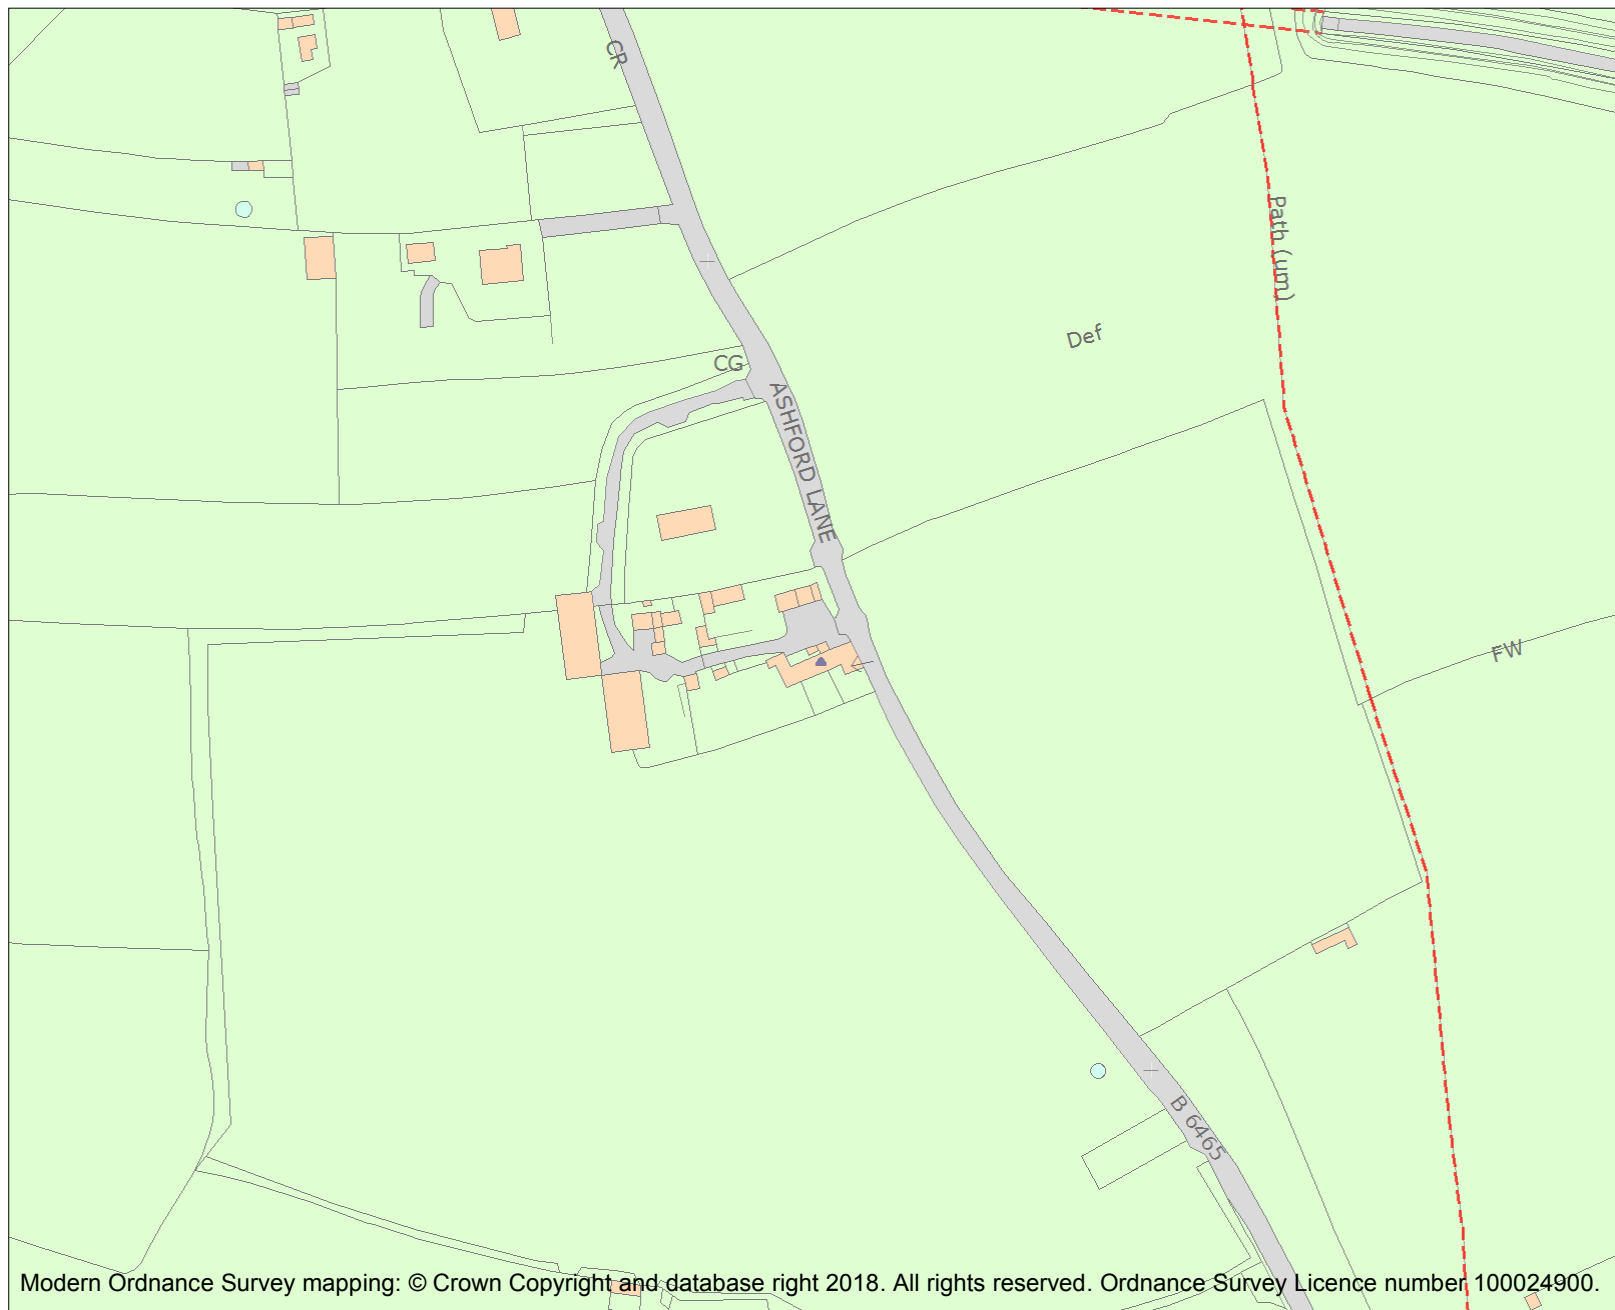 CR
Path (um)
Def
CG
ASHFORD LANE
FW
B 6465
Modern Ordnance Survey mapping: © Crown Copyright and database right 2018. All rights reserved. Ordnance Survey Licence number 100024900.